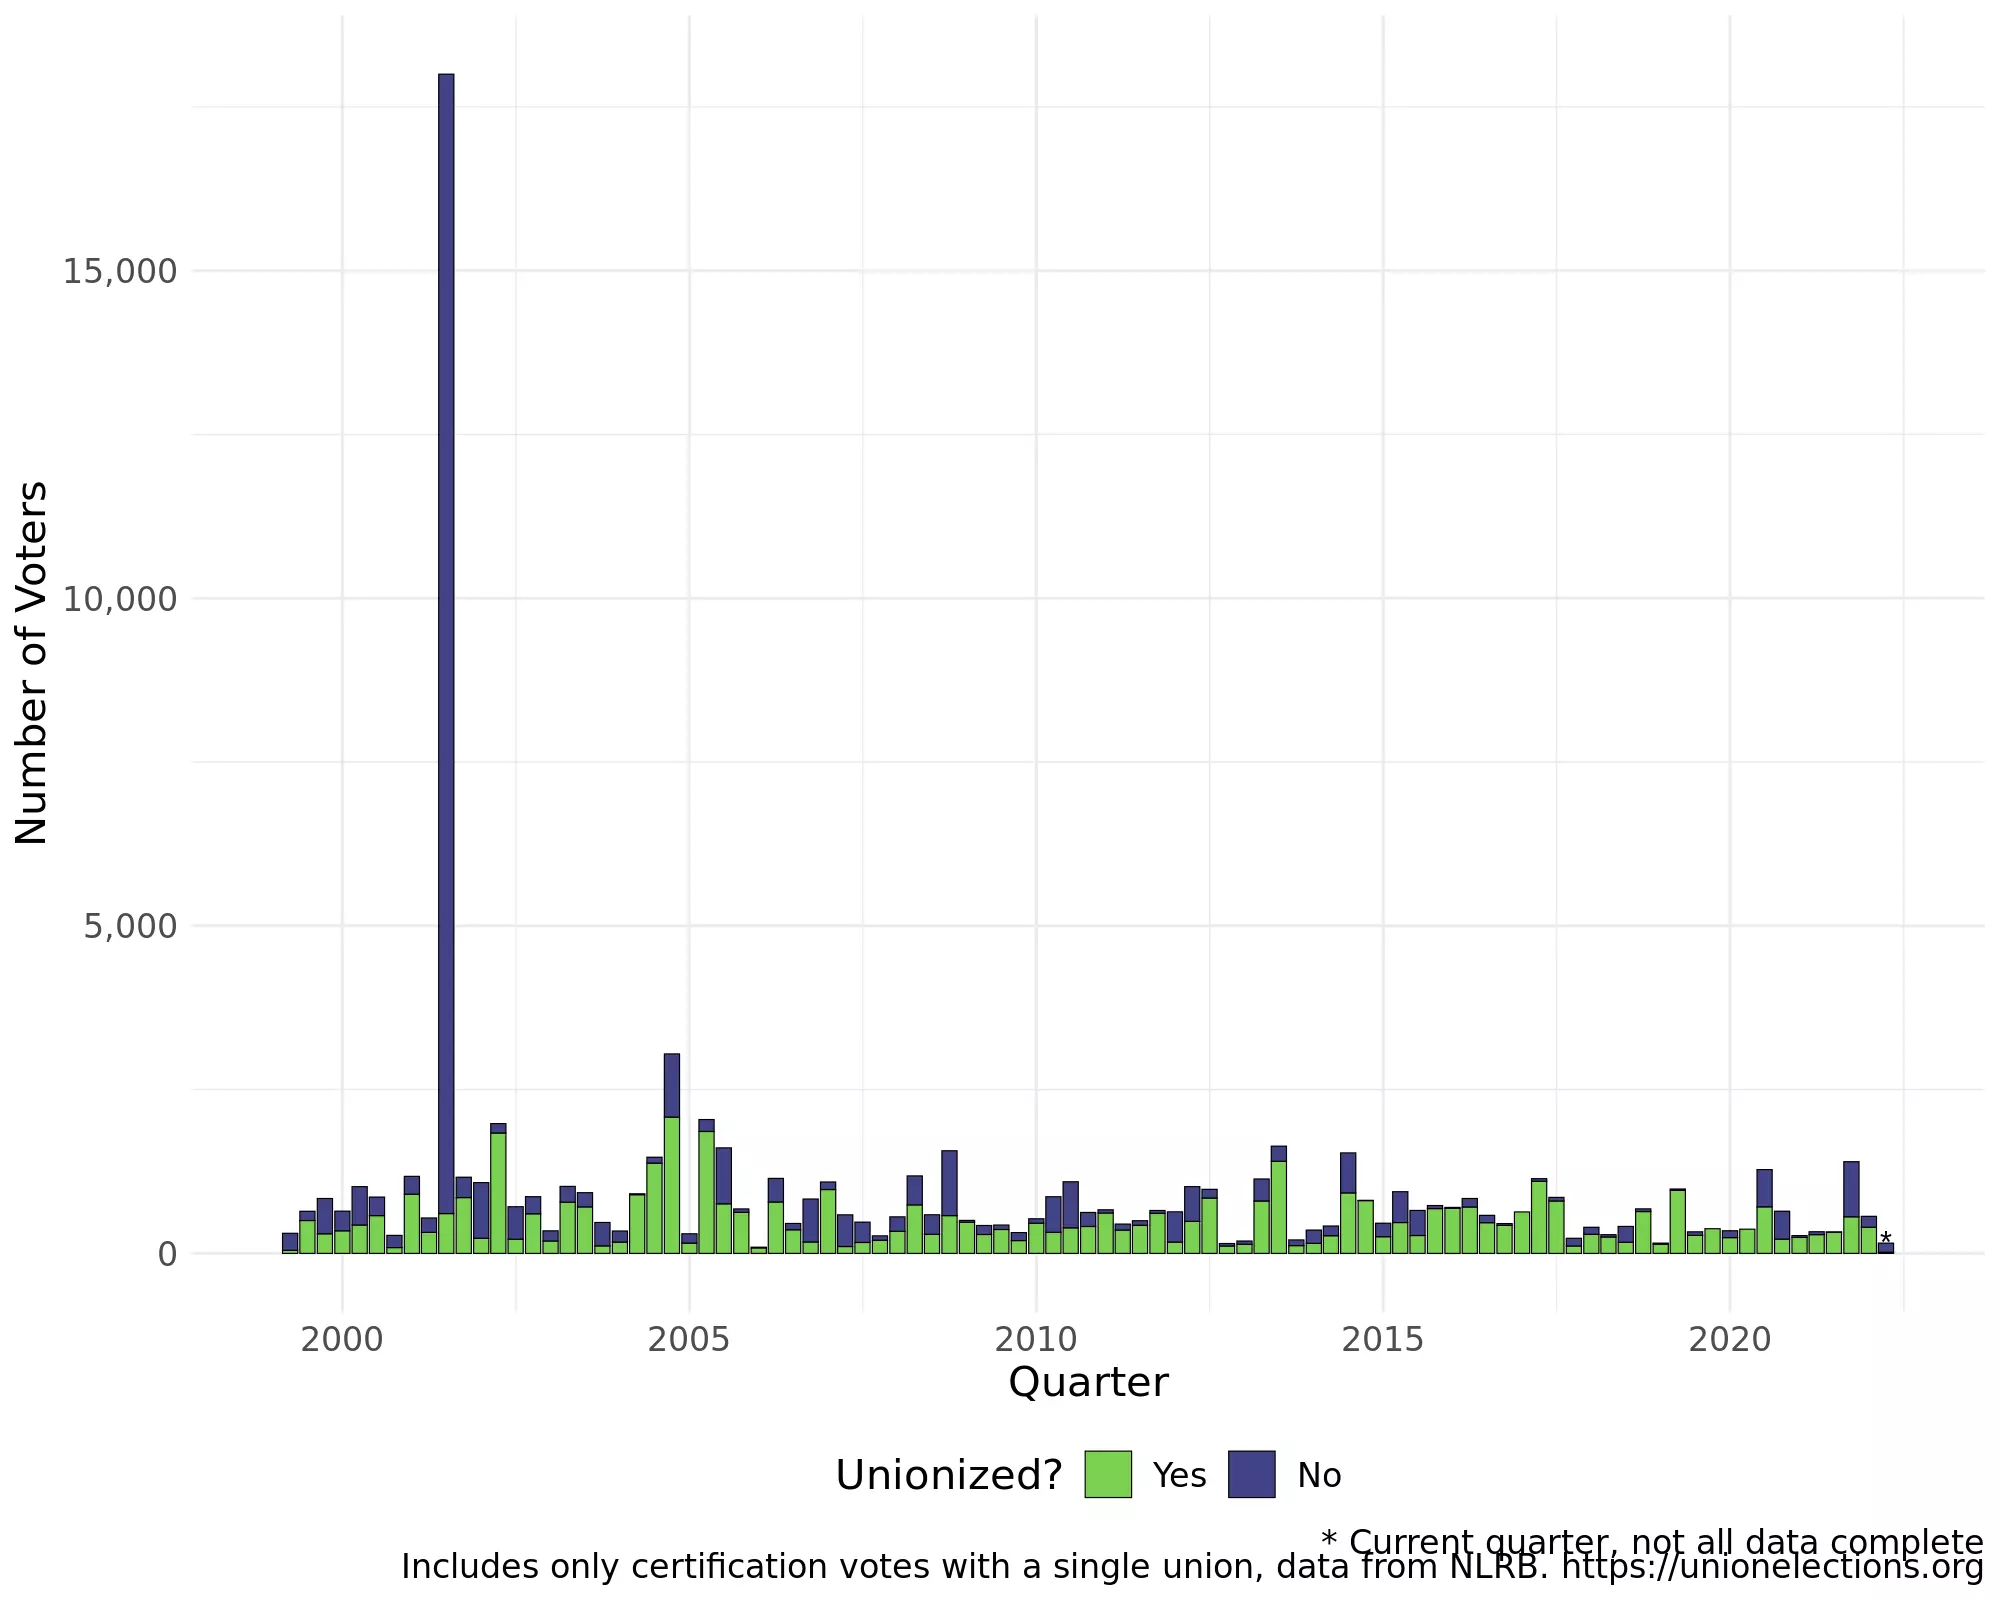 15,000
10,000
5,000
0
Number of Voters
2000 2005 2010 2015 2020
*
Quarter
Unionized? Yes No
* Current quarter, not all data complete
Includes only certification votes with a single union, data from NLRB. https://unionelections.org